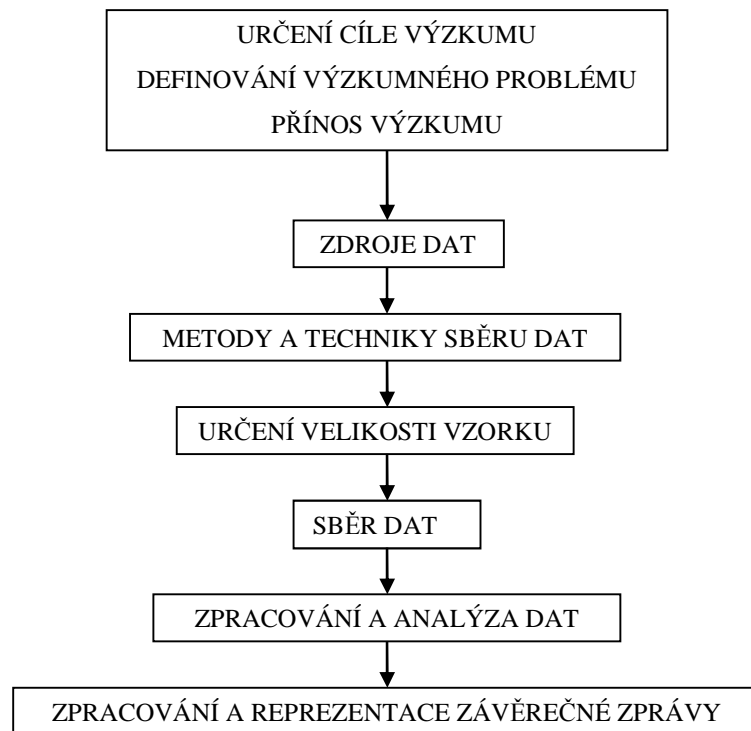 URČENÍ CÍLE VÝZKUMU
DEFINOVÁNÍ VÝZKUMNÉHO PROBLÉMU
PŘÍNOS VÝZKUMU
ZDROJE DAT
METODY A TECHNIKY SBĚRU DAT
URČENÍ VELIKOSTI VZORKU
SBĚR DAT
ZPRACOVÁNÍ A ANALÝZA DAT
ZPRACOVÁNÍ A REPREZENTACE ZÁVĚREČNÉ ZPRÁVY